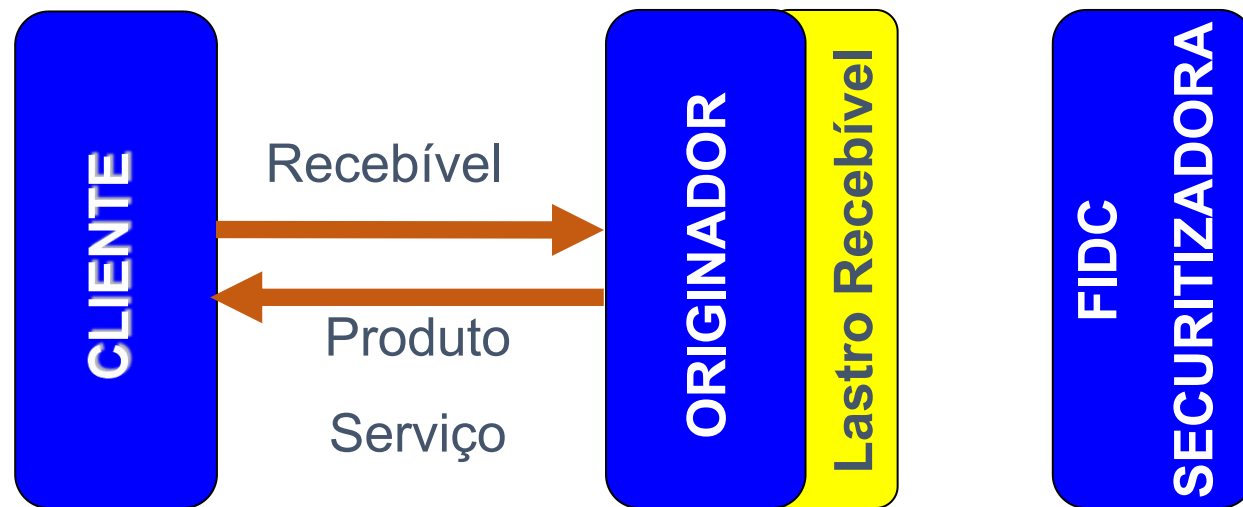 CLIENTE
Recebível
Produto
Serviço
ORIGINADOR
Lastro Recebível
FIDC
SECURITIZADORA